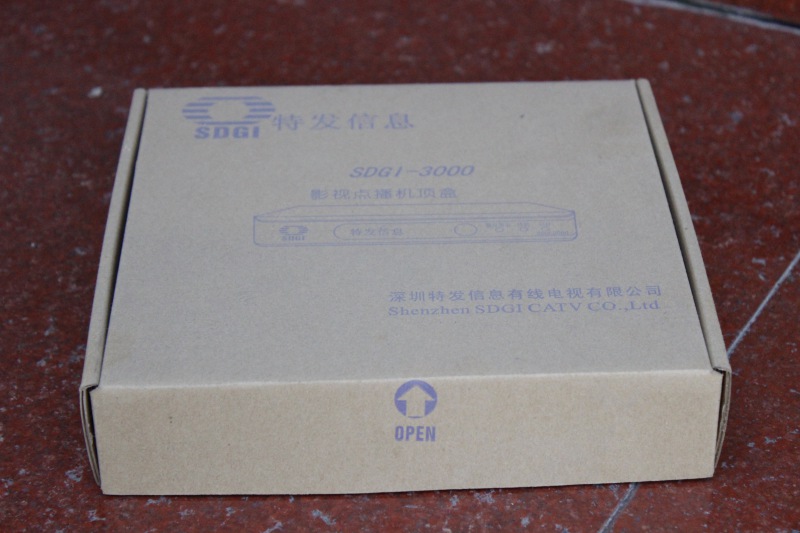 SDGI 特发信息
SDGI-3000
影视点播机顶盒
SDGI 特发信息
深圳特发信息有线电视有限公司
Shenzhen SDGI CATV CO.,Ltd
OPEN